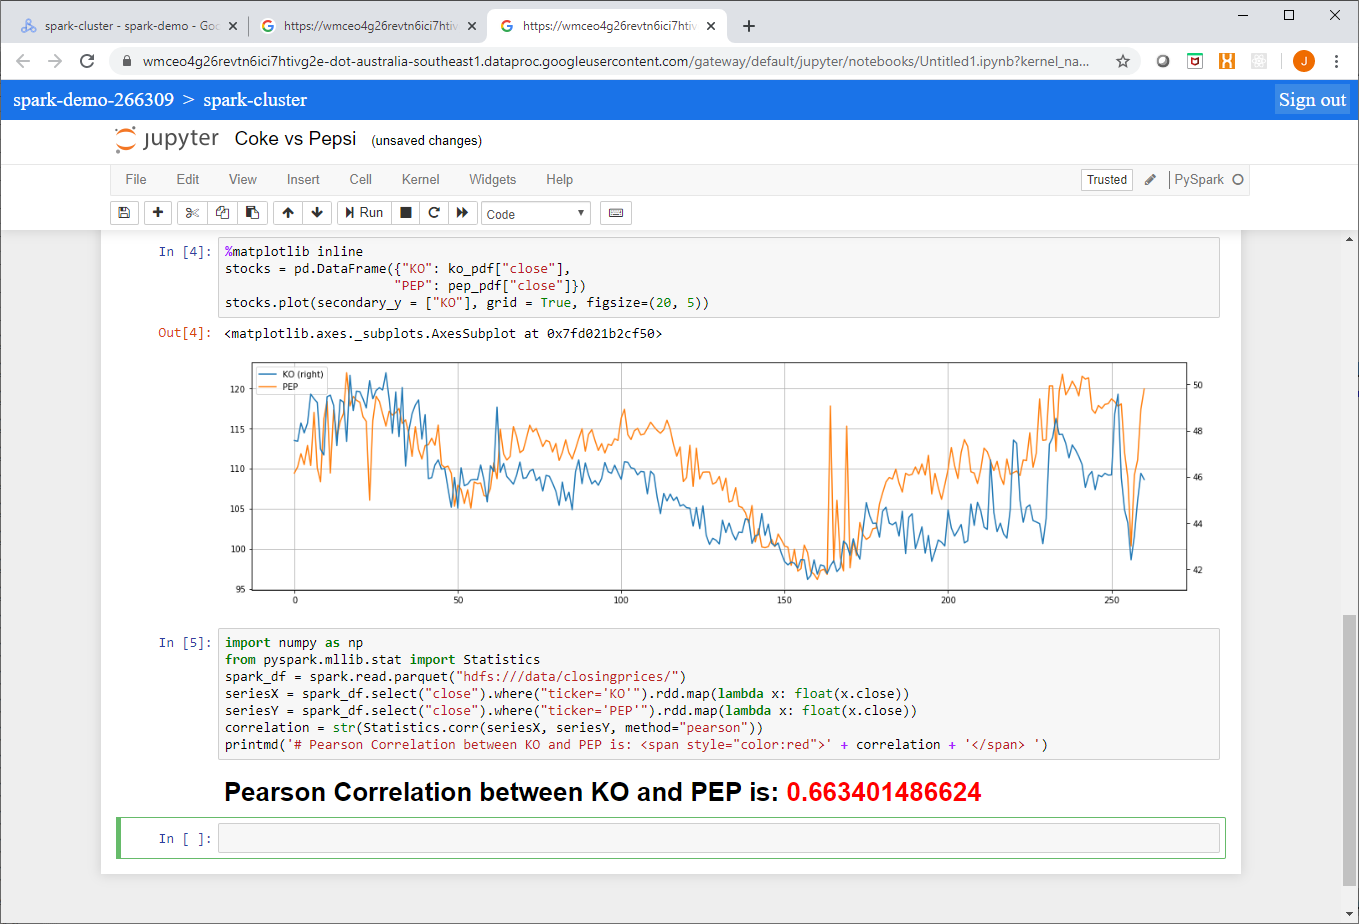 spark-cluster - spark-demo - Goo
https://wmceo4g26revtn6ici7htiv
https://wmceo4g26revtn6ici7htiv
wmceo4g26revtn6ici7htivg2e-dot-australia-southeast1.dataproc.googleusercontent.com/gateway/default/jupyter/notebooks/Untitled1.ipynb?kernel_na...
J
spark-demo-266309 > spark-cluster
Sign out
jupyter Coke vs Pepsi (unsaved changes)
File Edit View Insert Cell Kernel Widgets Help
Trusted PySpark
Run Code
In [4]: %matplotlib inline
stocks = pd.DataFrame({"KO": ko_pdf["close"],
"PEP": pep_pdf["close"]})
stocks.plot(secondary_y = ["KO"], grid = True, figsize=(20, 5))
Out[4]: <matplotlib.axes._subplots.AxesSubplot at 0x7fd021b2cf50>
KO (right)
PEP
120
115
110
105
100
95
50
48
46
44
42
0 50 100 150 200 250
In [5]: import numpy as np
from pyspark.mllib.stat import Statistics
spark_df = spark.read.parquet("hdfs:///data/closingprices/")
seriesX = spark_df.select("close").where("ticker='KO'").rdd.map(lambda x: float(x.close))
seriesY = spark_df.select("close").where("ticker='PEP'").rdd.map(lambda x: float(x.close))
correlation = str(Statistics.corr(seriesX, seriesY, method="pearson"))
printmd('# Pearson Correlation between KO and PEP is: <span style="color:red">' + correlation + '</span> ')
Pearson Correlation between KO and PEP is: 0.663401486624
In [ ]: